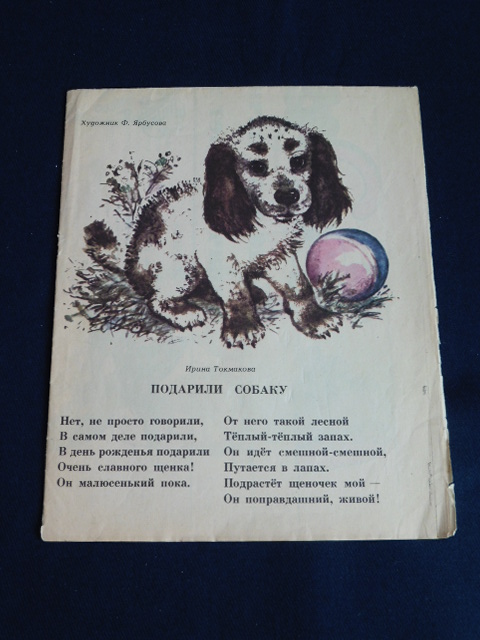 Художник Ф. Ярбусова
Ирина Токмакова
ПОДАРИЛИ СОБАКУ
Нет, не просто говорили,
В самом деле подарили,
В день рожденья подарили
Очень славного щенка!
Он малюсенький пока.
От него такой лесной
Тёплый-тёплый запах.
Он идёт смешной-смешной,
Путается в лапах.
Подрастёт щеночек мой —
Он поправдашний, живой!